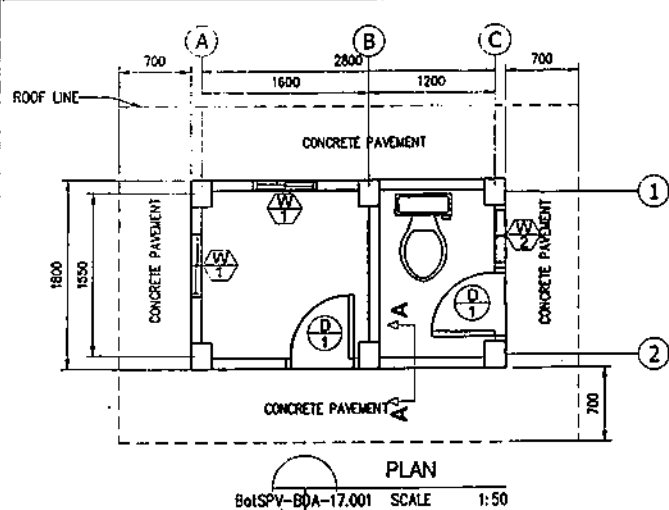 A
B
C
700
2800
700
1600
1200
ROOF LINE
CONCRETE PAVEMENT
1
W
1
W
2
W
1
CONCRETE PAVEMENT
CONCRETE PAVEMENT
1800
1550
D
1
D
1
A
A
2
CONCRETE PAVEMENT
700
PLAN
BotSPV-BDA-17.001 SCALE 1:50